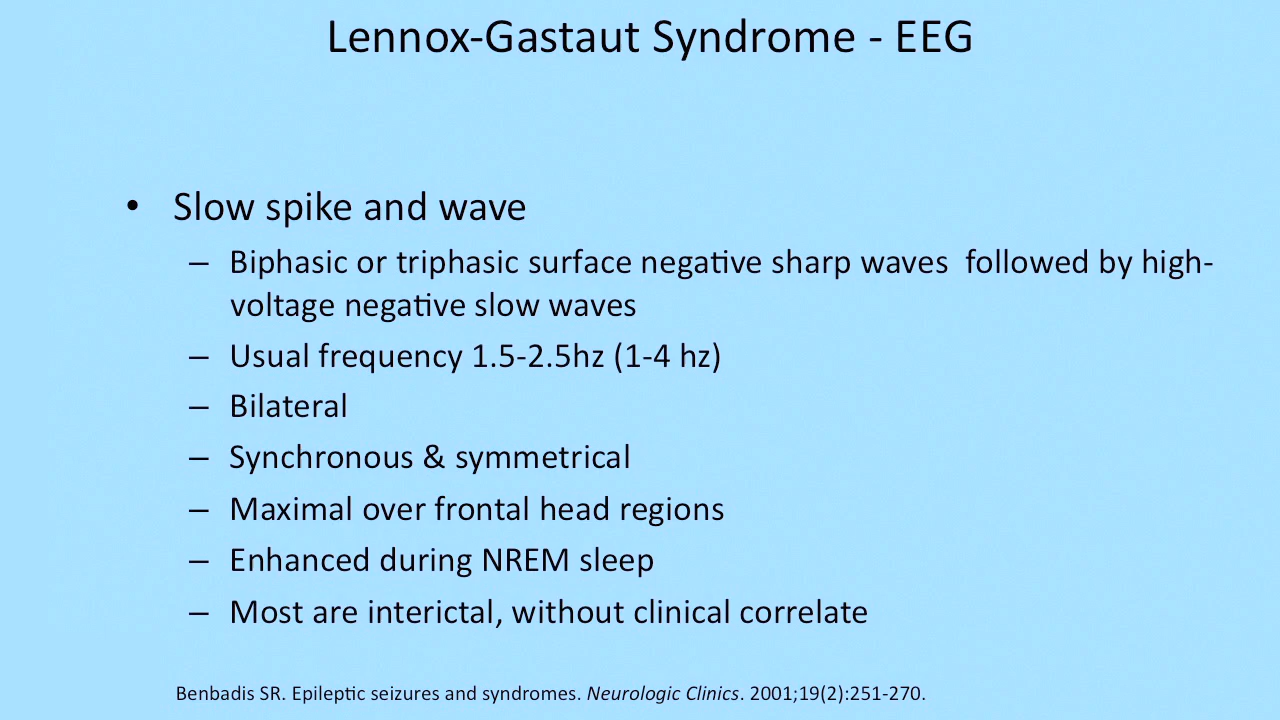 Lennox-Gastaut Syndrome - EEG
• Slow spike and wave
– Biphasic or triphasic surface negative sharp waves  followed by high-
voltage negative slow waves
– Usual frequency 1.5-2.5hz (1-4 hz)
– Bilateral
– Synchronous & symmetrical
– Maximal over frontal head regions
– Enhanced during NREM sleep
– Most are interictal, without clinical correlate
Benbadis SR. Epileptic seizures and syndromes. Neurologic Clinics. 2001;19(2):251-270.